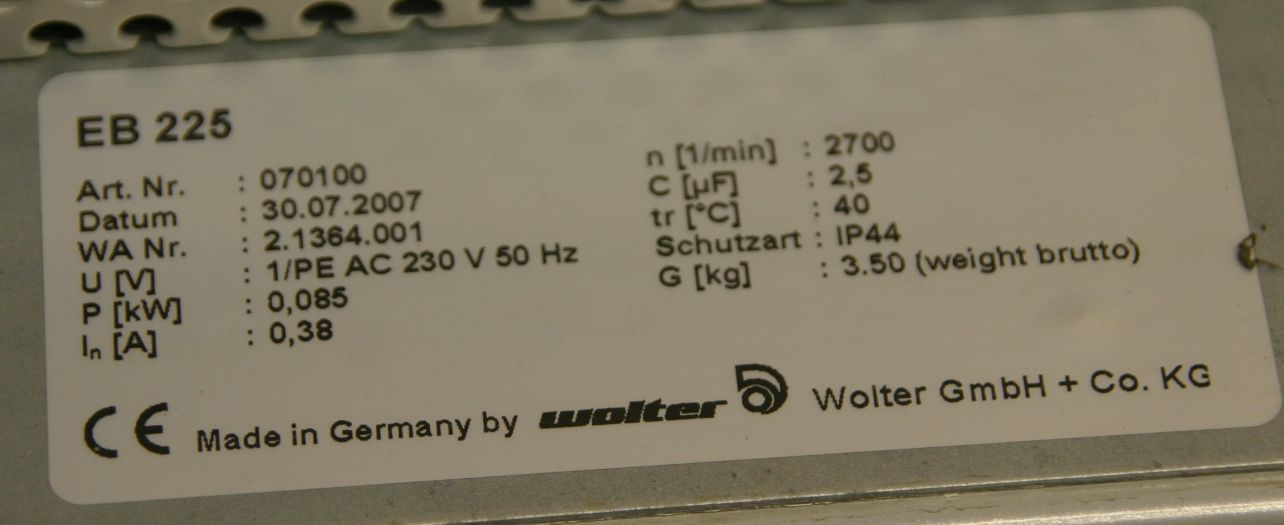 EB 225
Art. Nr. : 070100
Datum : 30.07.2007
WA Nr. : 2.1364.001
U [V] : 1/PE AC 230 V 50 Hz
P [kW] : 0,085
In [A] : 0,38
n [1/min] : 2700
C [µF] : 2,5
tr [°C] : 40
Schutzart : IP44
G [kg] : 3.50 (weight brutto)
CE Made in Germany by wolter Wolter GmbH + Co. KG